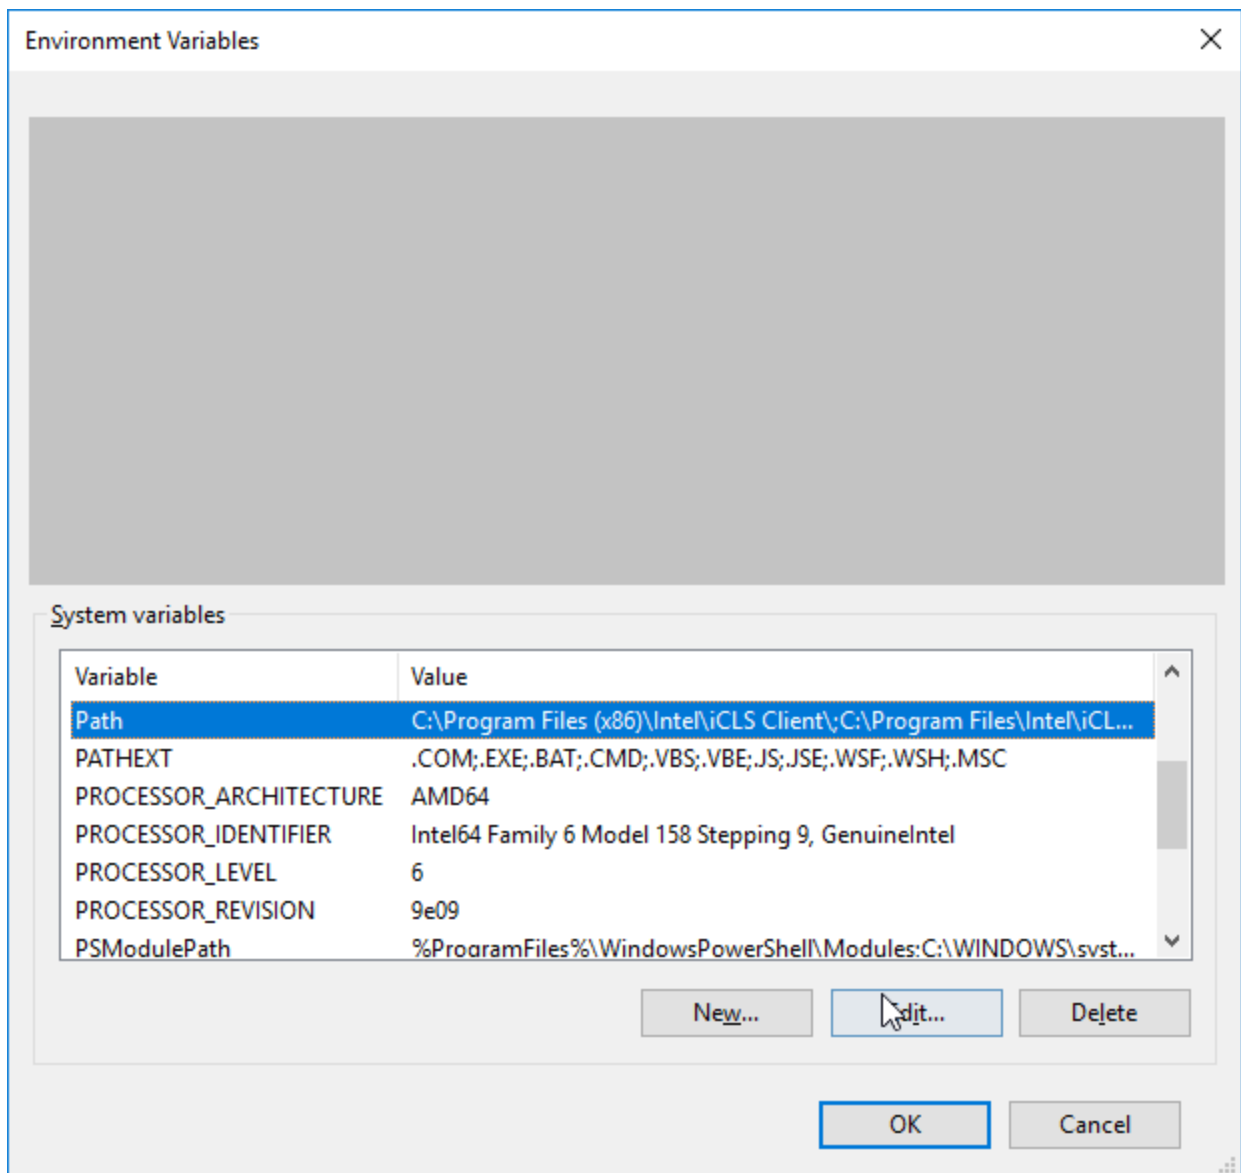 Environment Variables
System variables
Variable Value
Path C:\Program Files (x86)\Intel\iCLS Client\;C:\Program Files\Intel\iCL...
PATHEXT .COM;.EXE;.BAT;.CMD;.VBS;.VBE;.JS;.JSE;.WSF;.WSH;.MSC
PROCESSOR_ARCHITECTURE AMD64
PROCESSOR_IDENTIFIER Intel64 Family 6 Model 158 Stepping 9, GenuineIntel
PROCESSOR_LEVEL 6
PROCESSOR_REVISION 9e09
PSModulePath %ProgramFiles%\WindowsPowerShell\Modules;C:\WINDOWS\syst...
New... Edit... Delete
OK Cancel